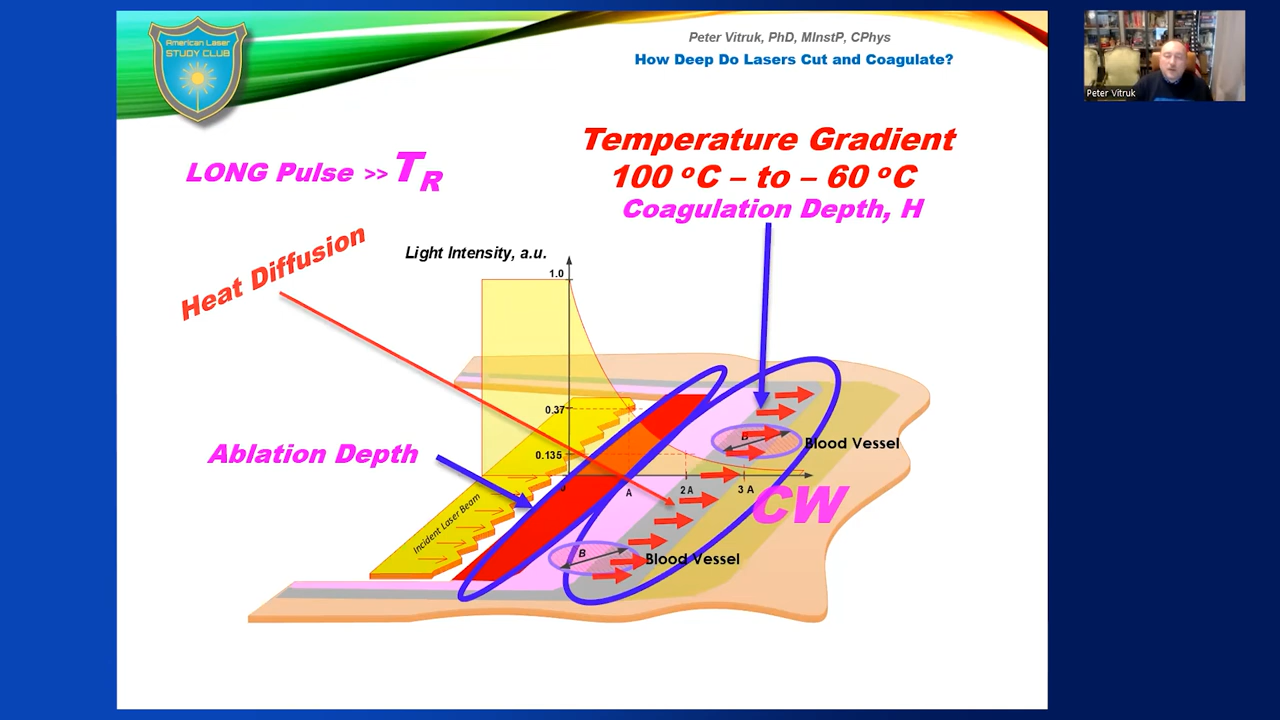 American Laser
STUDY CLUB
Peter Vitruk, PhD, MInstP, CPhys
How Deep Do Lasers Cut and Coagulate?
Peter Vitruk
LONG Pulse >> TR
Temperature Gradient
100 °C – to – 60 °C
Coagulation Depth, H
Heat Diffusion
Light Intensity, a.u.
1.0
0.37
0.135
0
A
2 A
3 A
Ablation Depth
Incident Laser Beam
B
Blood Vessel
CW
B
Blood Vessel